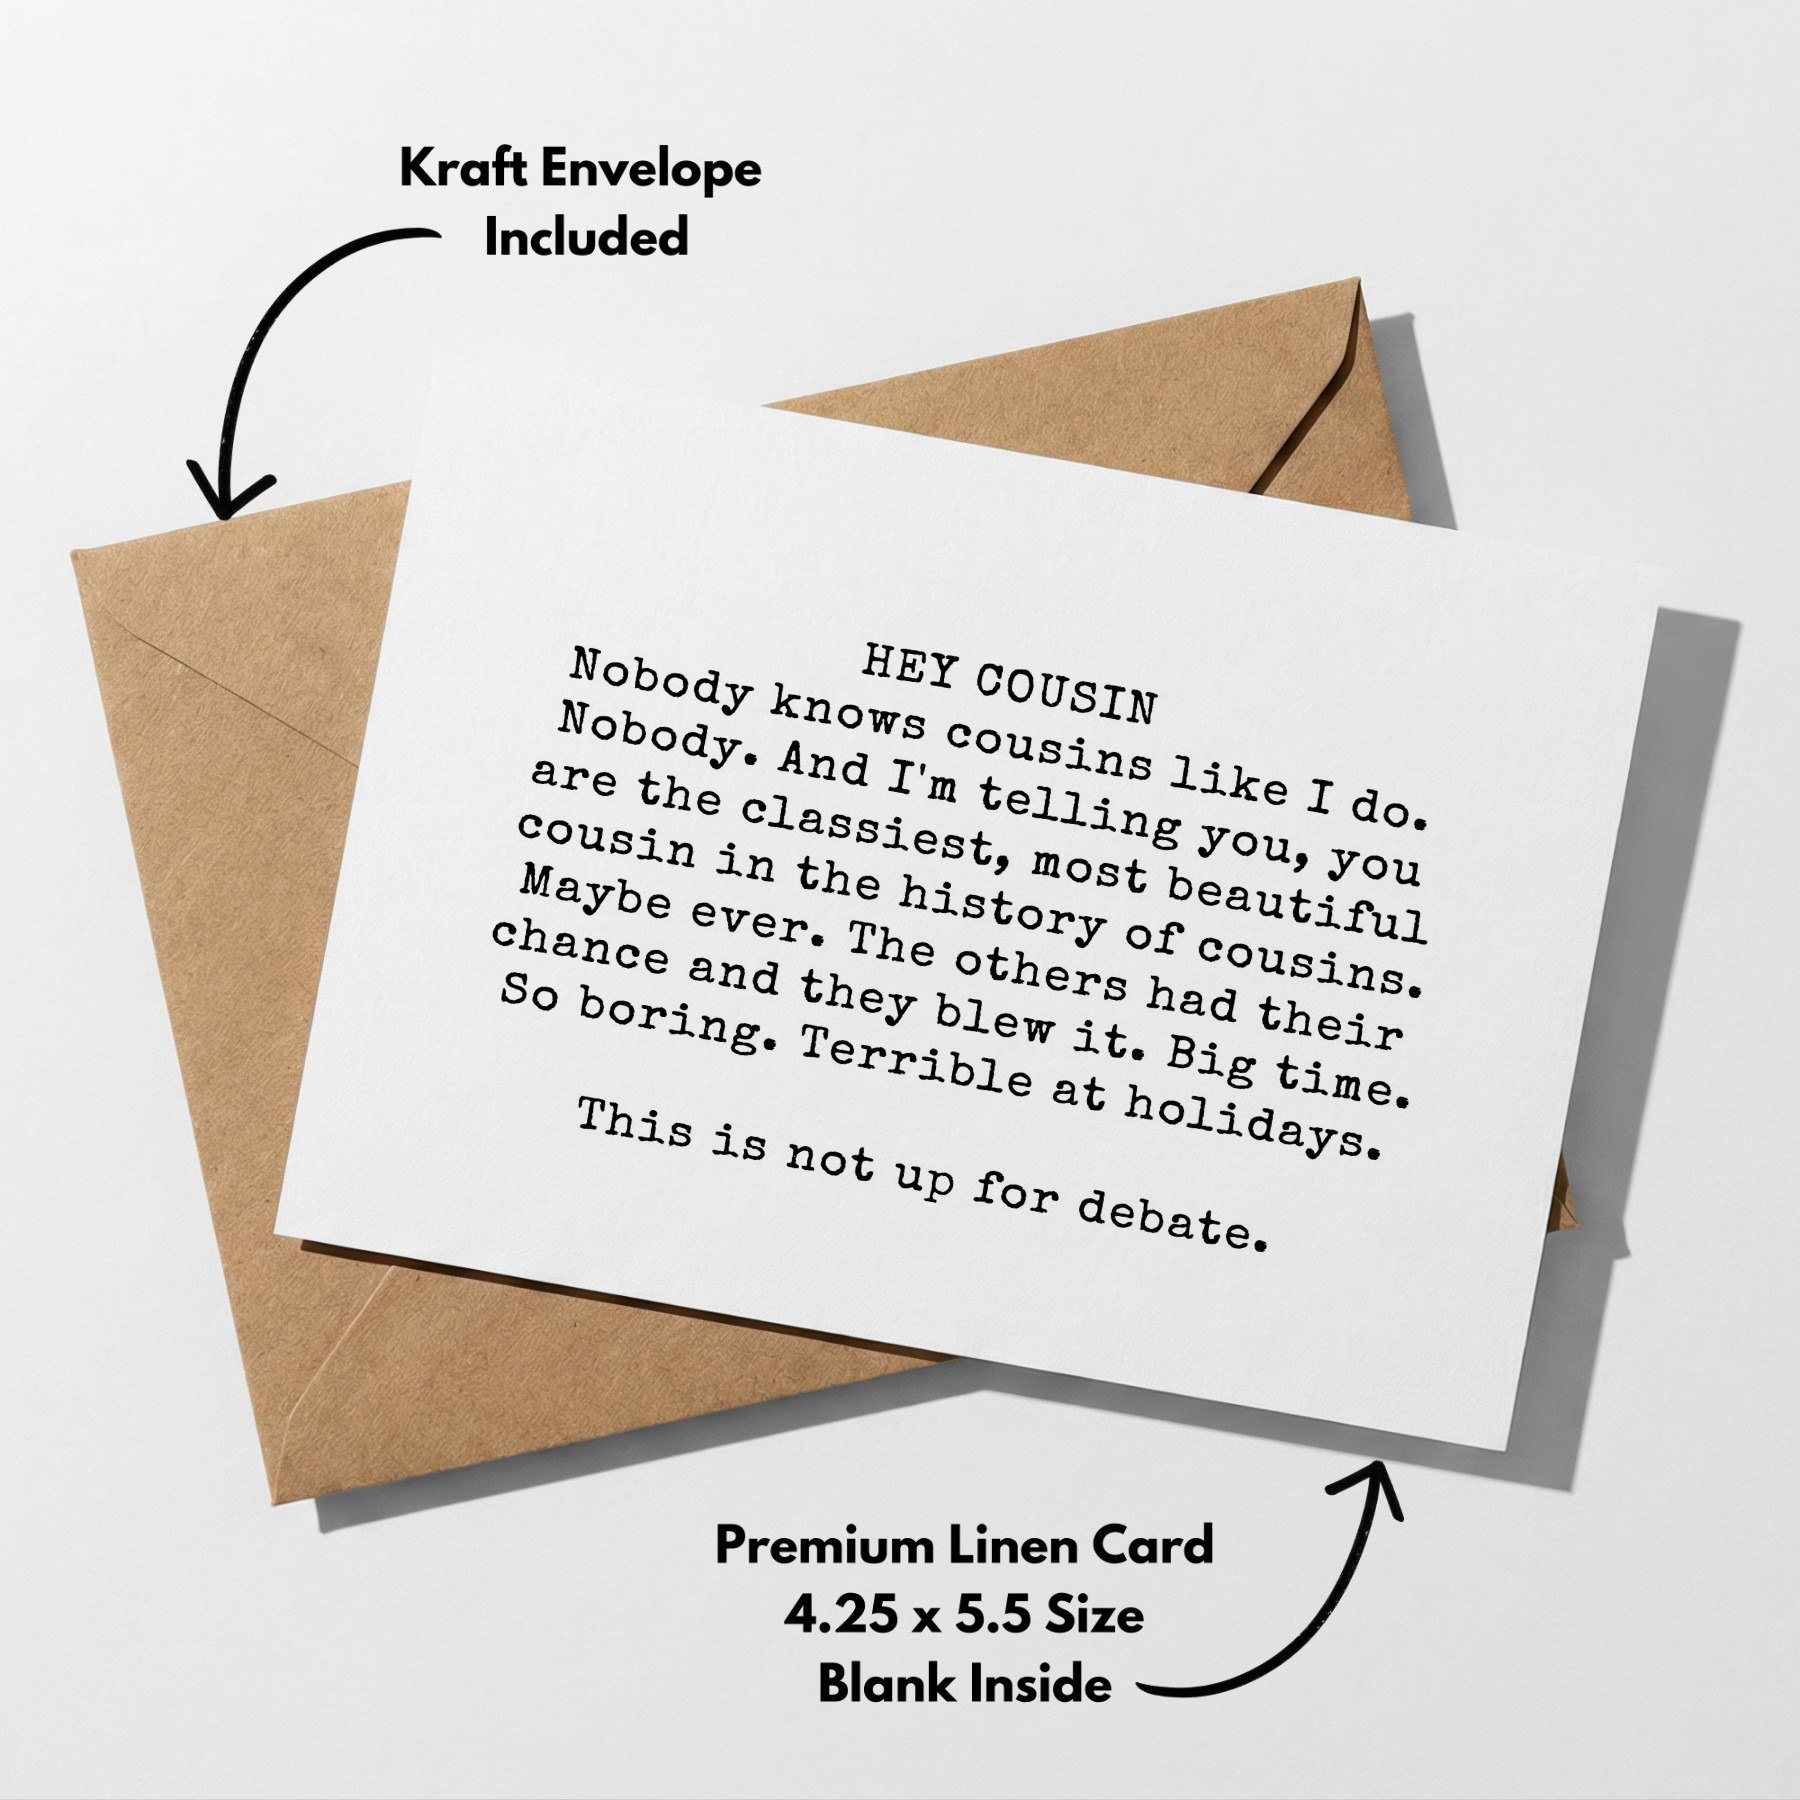 Kraft Envelope
Included
HEY COUSIN
Nobody knows cousins like I do.
Nobody. And I'm telling you, you
are the classiest, most beautiful
cousin in the history of cousins.
Maybe ever. The others had their
chance and they blew it. Big time.
So boring. Terrible at holidays.
This is not up for debate.
Premium Linen Card
4.25 x 5.5 Size
Blank Inside